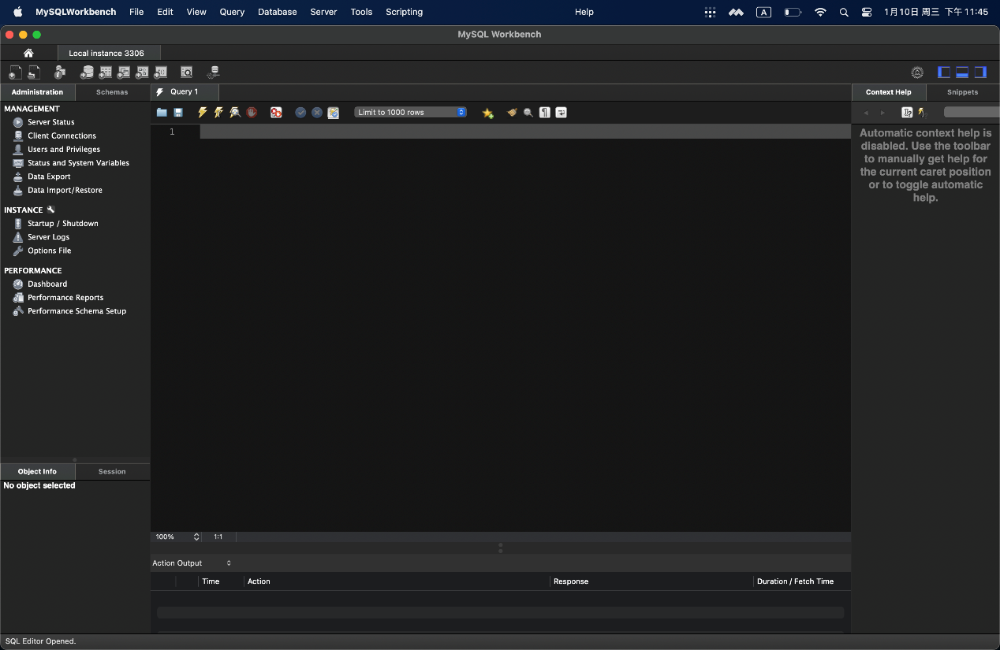 MySQLWorkbench File Edit View Query Database Server Tools Scripting Help A 1月10日 周三 下午 11:45
MySQL Workbench
Local instance 3306
Administration Schemas
Query 1
Context Help Snippets
MANAGEMENT
Server Status
Client Connections
Users and Privileges
Status and System Variables
Data Export
Data Import/Restore
INSTANCE
Startup / Shutdown
Server Logs
Options File
PERFORMANCE
Dashboard
Performance Reports
Performance Schema Setup
Limit to 1000 rows
1
Automatic context help is
disabled. Use the toolbar
to manually get help for
the current caret position
or to toggle automatic
help.
Object Info Session
No object selected
100% 1:1
Action Output
Time Action Response Duration / Fetch Time
SQL Editor Opened.